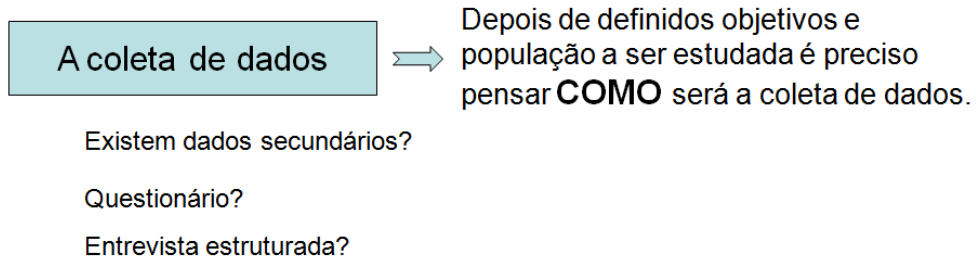 A coleta de dados
Depois de definidos objetivos e
população a ser estudada é preciso
pensar COMO será a coleta de dados.
Existem dados secundários?
Questionário?
Entrevista estruturada?